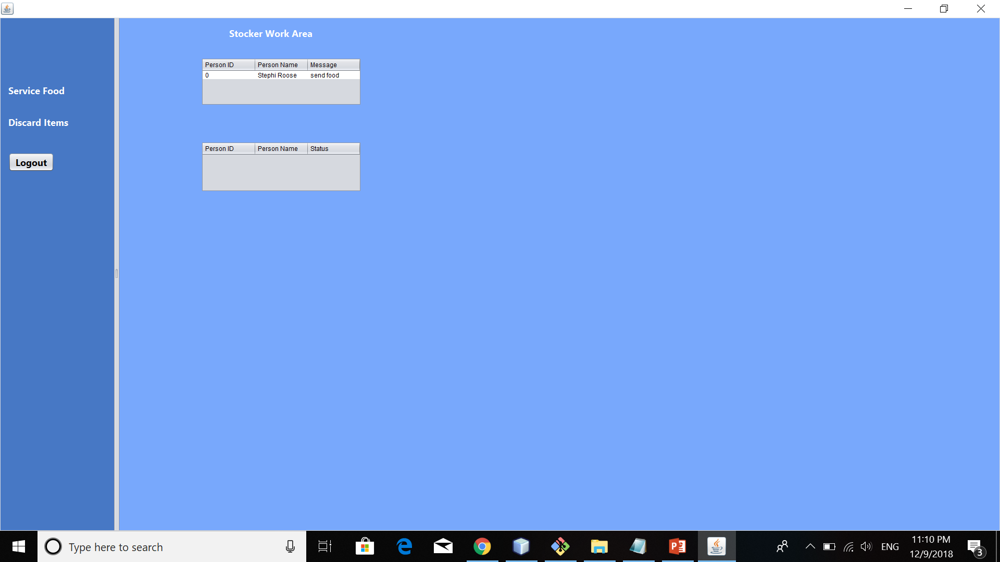 Stocker Work Area
Person ID Person Name Message
0 Stephi Roose send food
Service Food
Discard Items
Person ID Person Name Status
Logout
Type here to search
ENG
11:10 PM
12/9/2018
3